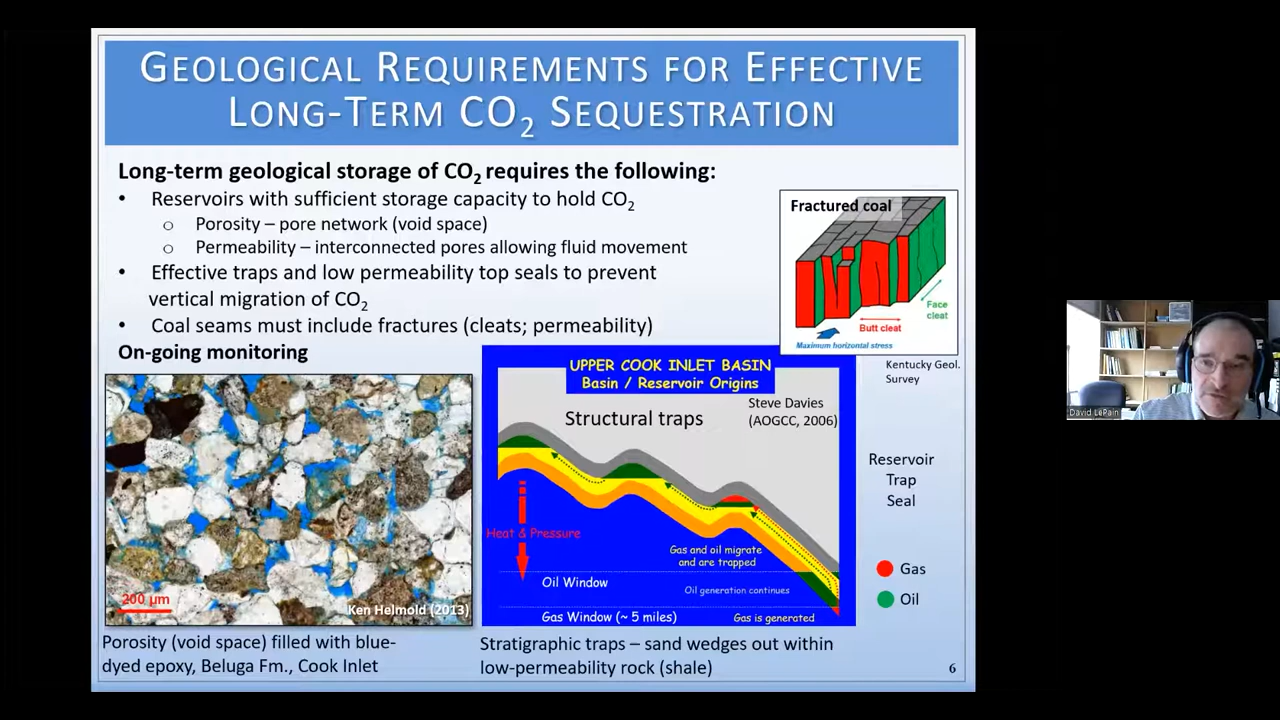 GEOLOGICAL REQUIREMENTS FOR EFFECTIVE
LONG-TERM CO2 SEQUESTRATION
Long-term geological storage of CO2 requires the following:
• Reservoirs with sufficient storage capacity to hold CO2
o Porosity – pore network (void space)
o Permeability – interconnected pores allowing fluid movement
• Effective traps and low permeability top seals to prevent
vertical migration of CO2
• Coal seams must include fractures (cleats; permeability)
On-going monitoring
Fractured coal
Face
cleat
Butt cleat
Maximum horizontal stress
Kentucky Geol.
Survey
200 µm
Ken Helmold (2013)
Porosity (void space) filled with blue-
dyed epoxy, Beluga Fm., Cook Inlet
UPPER COOK INLET BASIN
Basin / Reservoir Origins
Structural traps
Steve Davies
(AOGCC, 2006)
Heat & Pressure
Gas and oil migrate
and are trapped
Oil Window
Oil generation continues
Gas Window (~ 5 miles)
Gas is generated
Stratigraphic traps – sand wedges out within
low-permeability rock (shale)
Reservoir
Trap
Seal
Gas
Oil
6
David LePain